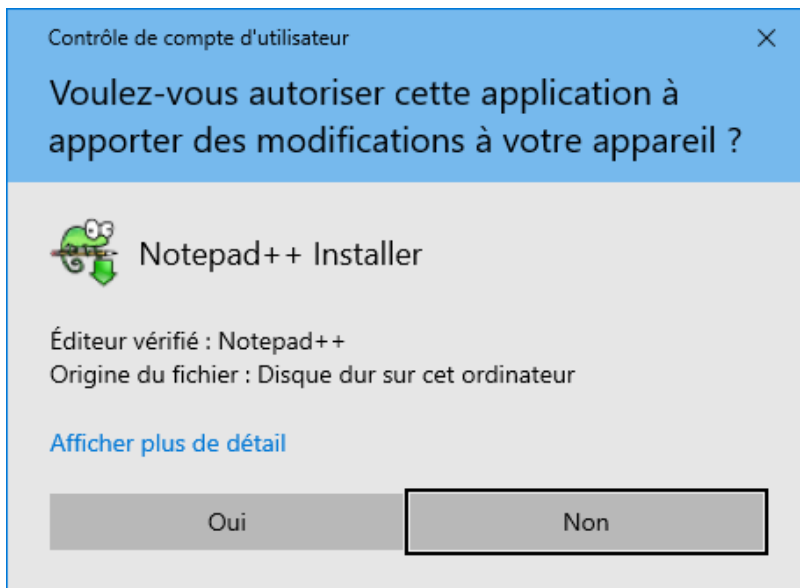 Contrôle de compte d'utilisateur
Voulez-vous autoriser cette application à
apporter des modifications à votre appareil ?
Notepad++ Installer
Éditeur vérifié : Notepad++
Origine du fichier : Disque dur sur cet ordinateur
Afficher plus de détail
Oui
Non